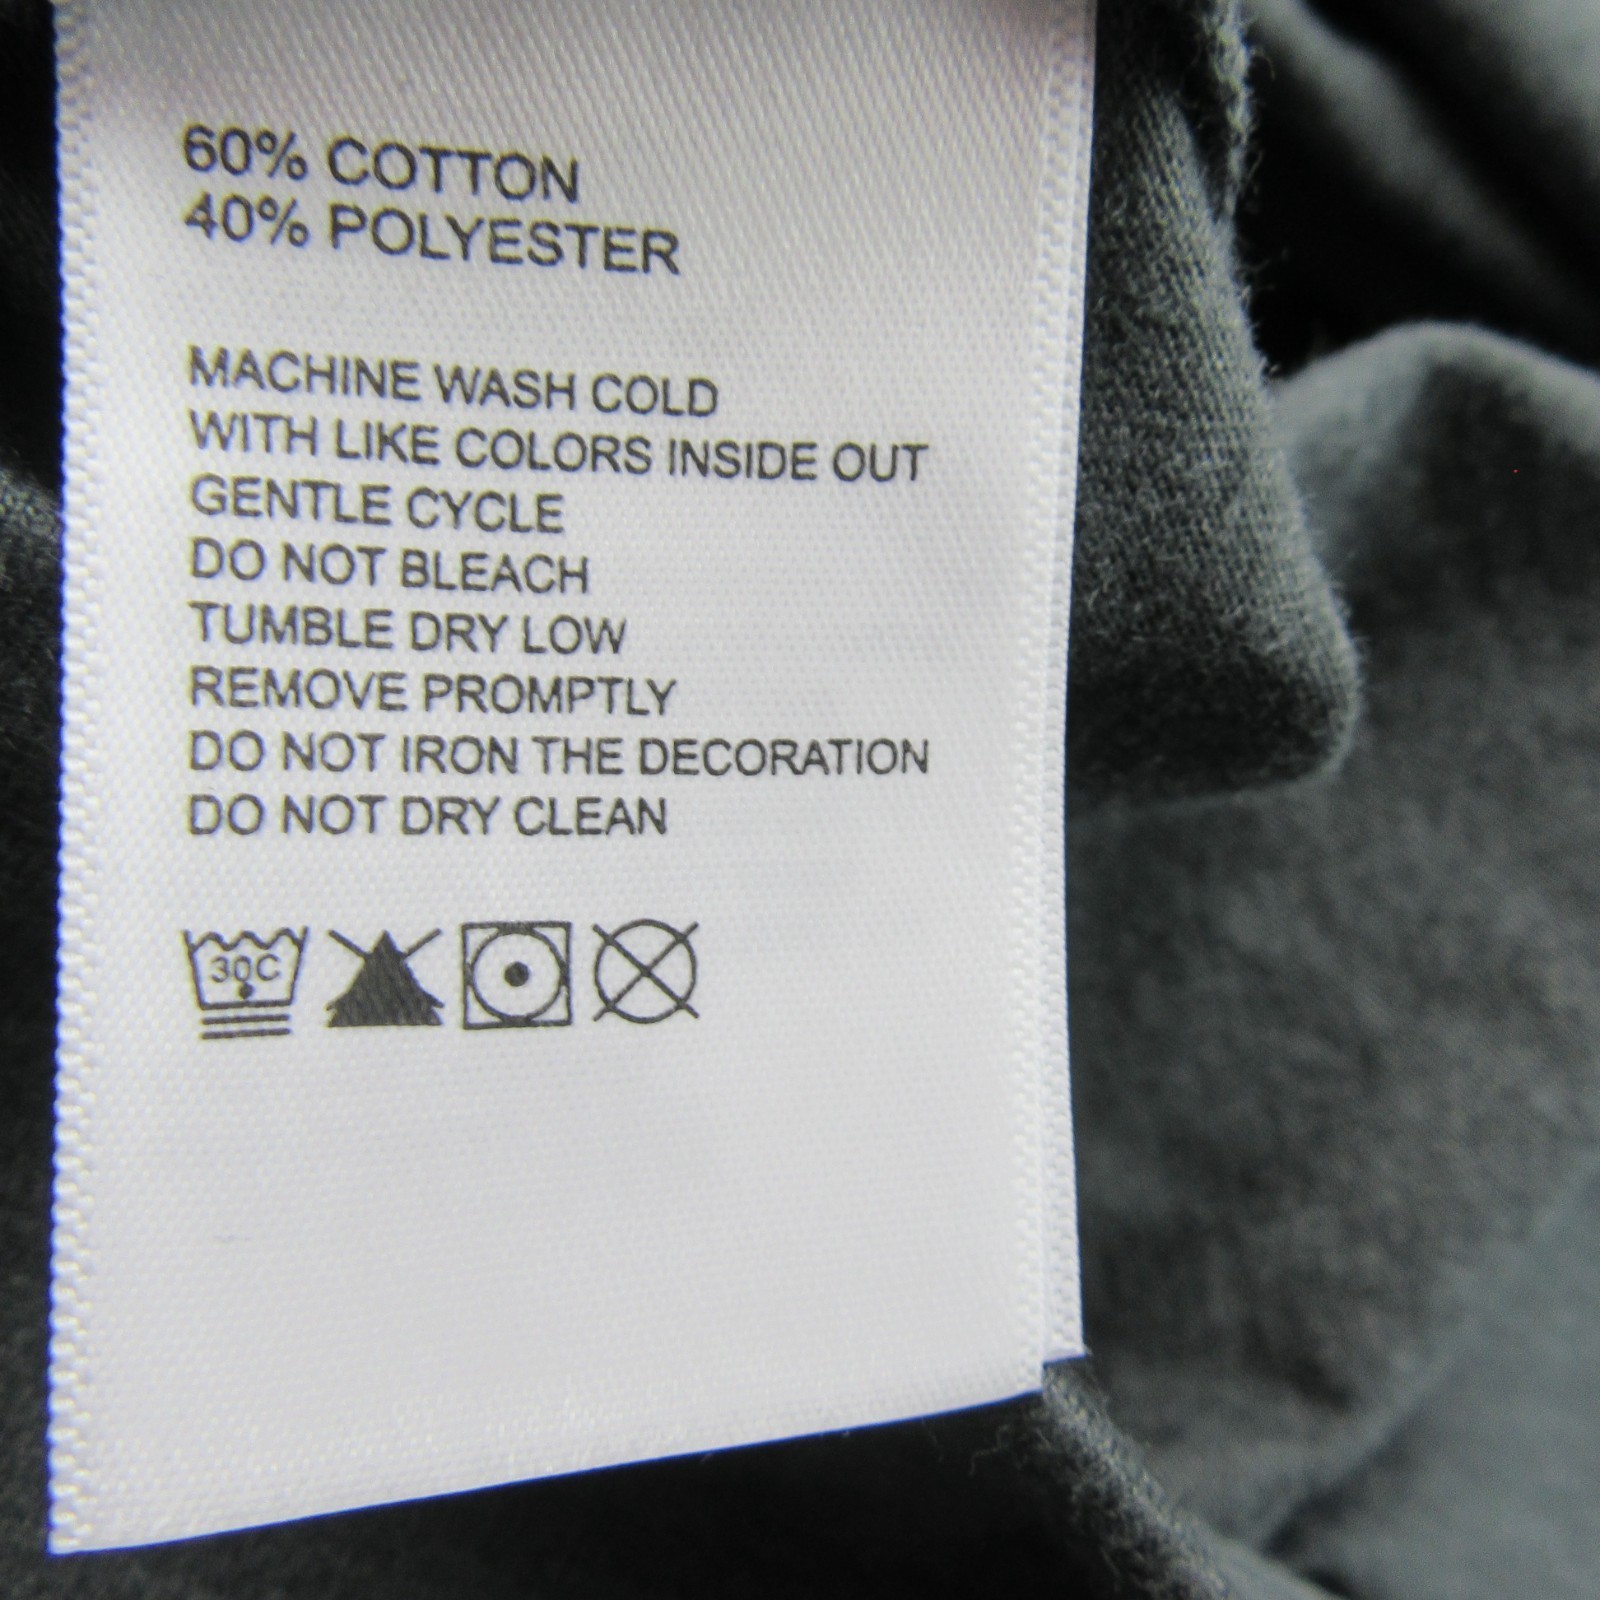 60% COTTON
40% POLYESTER
MACHINE WASH COLD
WITH LIKE COLORS INSIDE OUT
GENTLE CYCLE
DO NOT BLEACH
TUMBLE DRY LOW
REMOVE PROMPTLY
DO NOT IRON THE DECORATION
DO NOT DRY CLEAN
30C